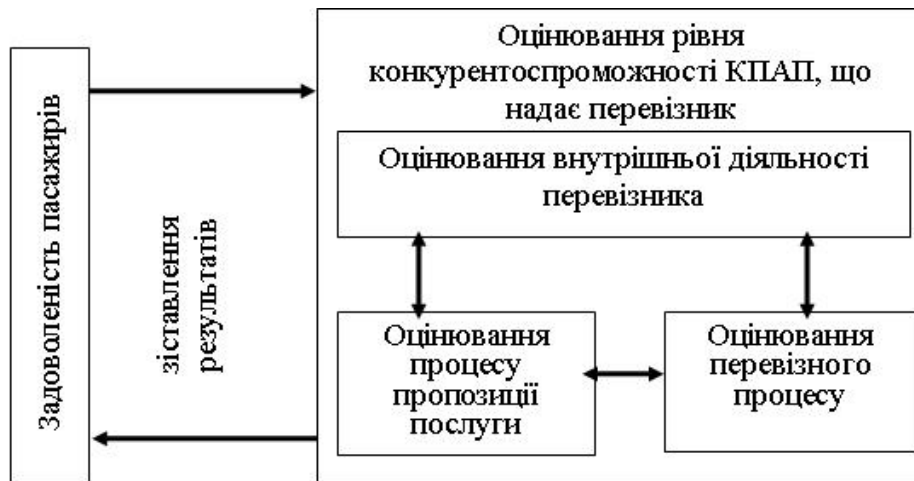 Задоволеність пасажирів
зіставлення
результатів
Оцінювання рівня
конкурентоспроможності КПАП, що
надає перевізник
Оцінювання внутрішньої діяльності
перевізника
Оцінювання
процесу
пропозиції
послуги
Оцінювання
перевізного
процесу